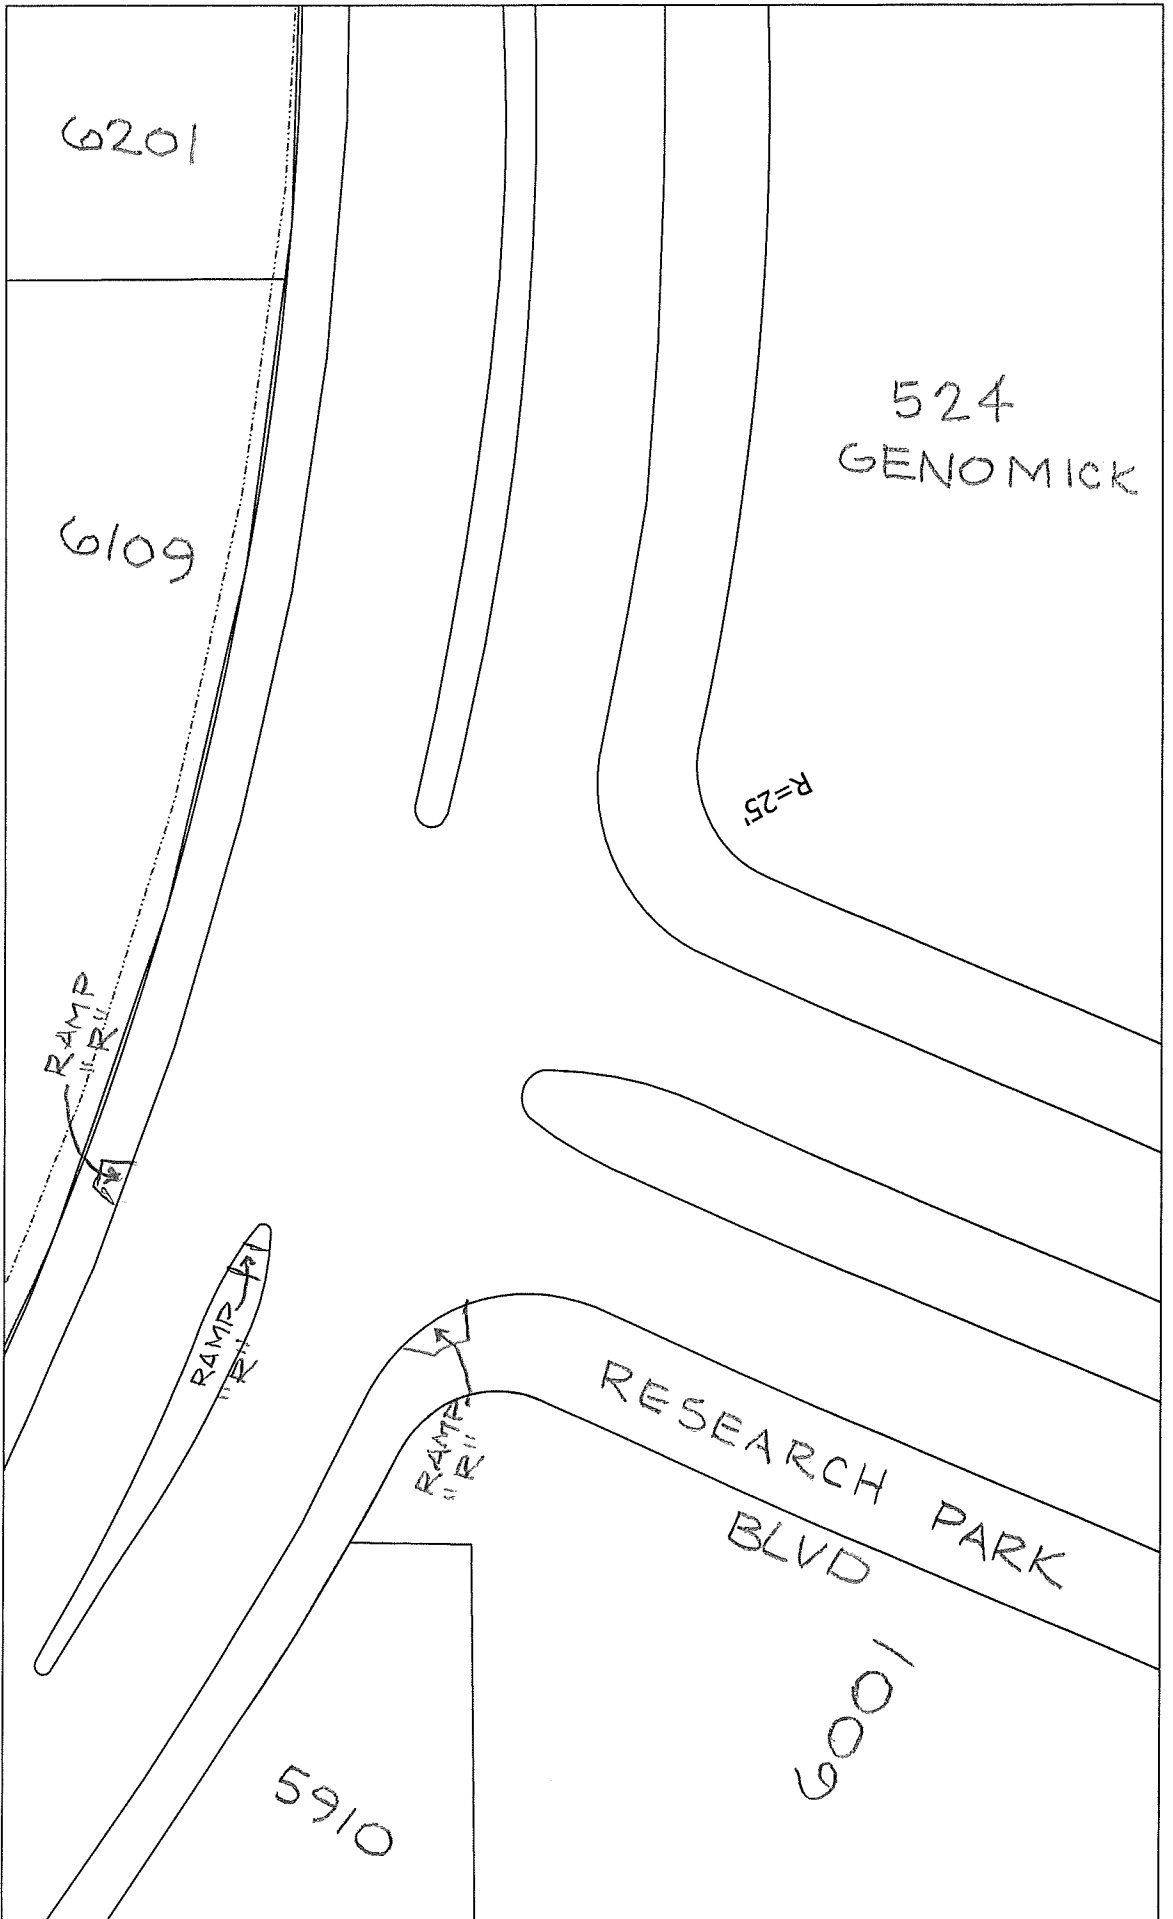 6201
524
GENOMICK
6109
R=25'
RAMP
"R"
RAMP
"R"
RAMP
"R"
RESEARCH PARK
BLVD
6001
5910